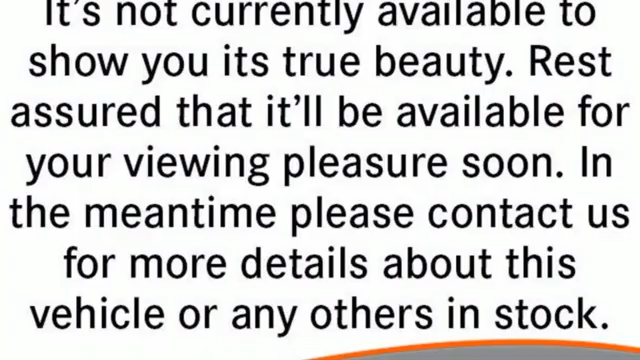 It's not currently available to
show you its true beauty. Rest
assured that it'll be available for
your viewing pleasure soon. In
the meantime please contact us
for more details about this
vehicle or any others in stock.